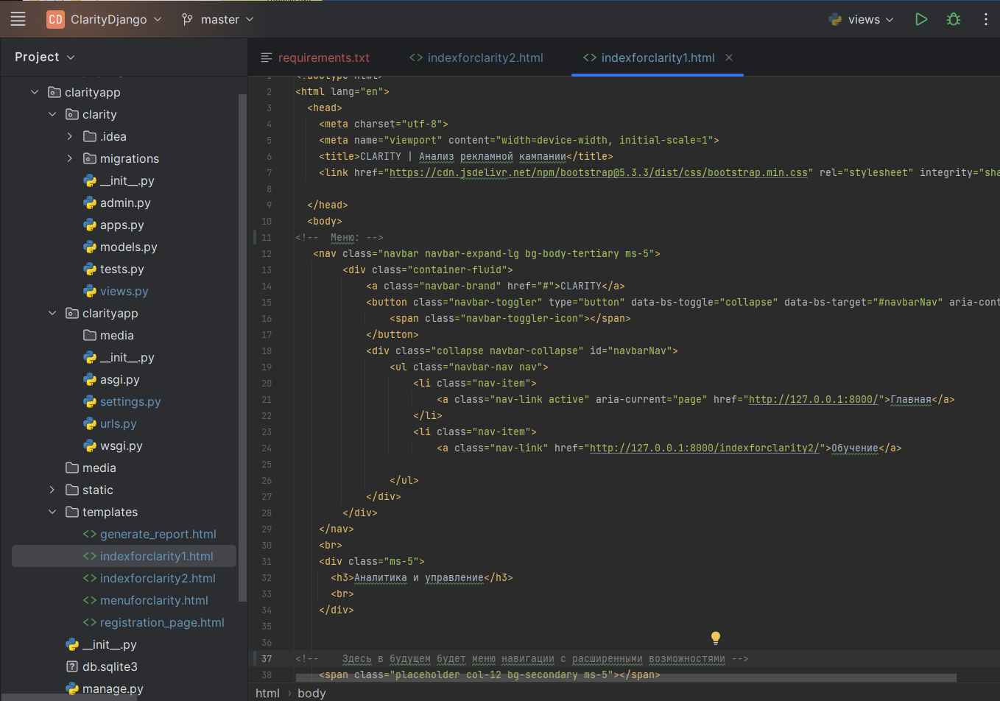 CD ClarityDjango master views
Project
requirements.txt indexforclarity2.html indexforclarity1.html
clarityapp
clarity
.idea
migrations
__init__.py
admin.py
apps.py
models.py
tests.py
views.py
clarityapp
media
__init__.py
asgi.py
settings.py
urls.py
wsgi.py
media
static
templates
generate_report.html
indexforclarity1.html
indexforclarity2.html
menuforclarity.html
registration_page.html
__init__.py
db.sqlite3
manage.py
1 <!doctype html>
2 <html lang="en">
3 <head>
4 <meta charset="utf-8">
5 <meta name="viewport" content="width=device-width, initial-scale=1">
6 <title>CLARITY | Анализ рекламной кампании</title>
7 <link href="https://cdn.jsdelivr.net/npm/bootstrap@5.3.3/dist/css/bootstrap.min.css" rel="stylesheet" integrity="sha
8
9 </head>
10 <body>
11 <!-- Меню: -->
12 <nav class="navbar navbar-expand-lg bg-body-tertiary ms-5">
13 <div class="container-fluid">
14 <a class="navbar-brand" href="#">CLARITY</a>
15 <button class="navbar-toggler" type="button" data-bs-toggle="collapse" data-bs-target="#navbarNav" aria-cont
16 <span class="navbar-toggler-icon"></span>
17 </button>
18 <div class="collapse navbar-collapse" id="navbarNav">
19 <ul class="navbar-nav nav">
20 <li class="nav-item">
21 <a class="nav-link active" aria-current="page" href="http://127.0.0.1:8000/">Главная</a>
22 </li>
23 <li class="nav-item">
24 <a class="nav-link" href="http://127.0.0.1:8000/indexforclarity2/">Обучение</a>
25
26 </ul>
27 </div>
28 </div>
29 </nav>
30 <br>
31 <div class="ms-5">
32 <h3>Аналитика и управление</h3>
33 <br>
34 </div>
35
36
37 <!-- Здесь в будущем будет меню навигации с расширенными возможностями -->
38 <span class="placeholder col-12 bg-secondary ms-5"></span>
html › body